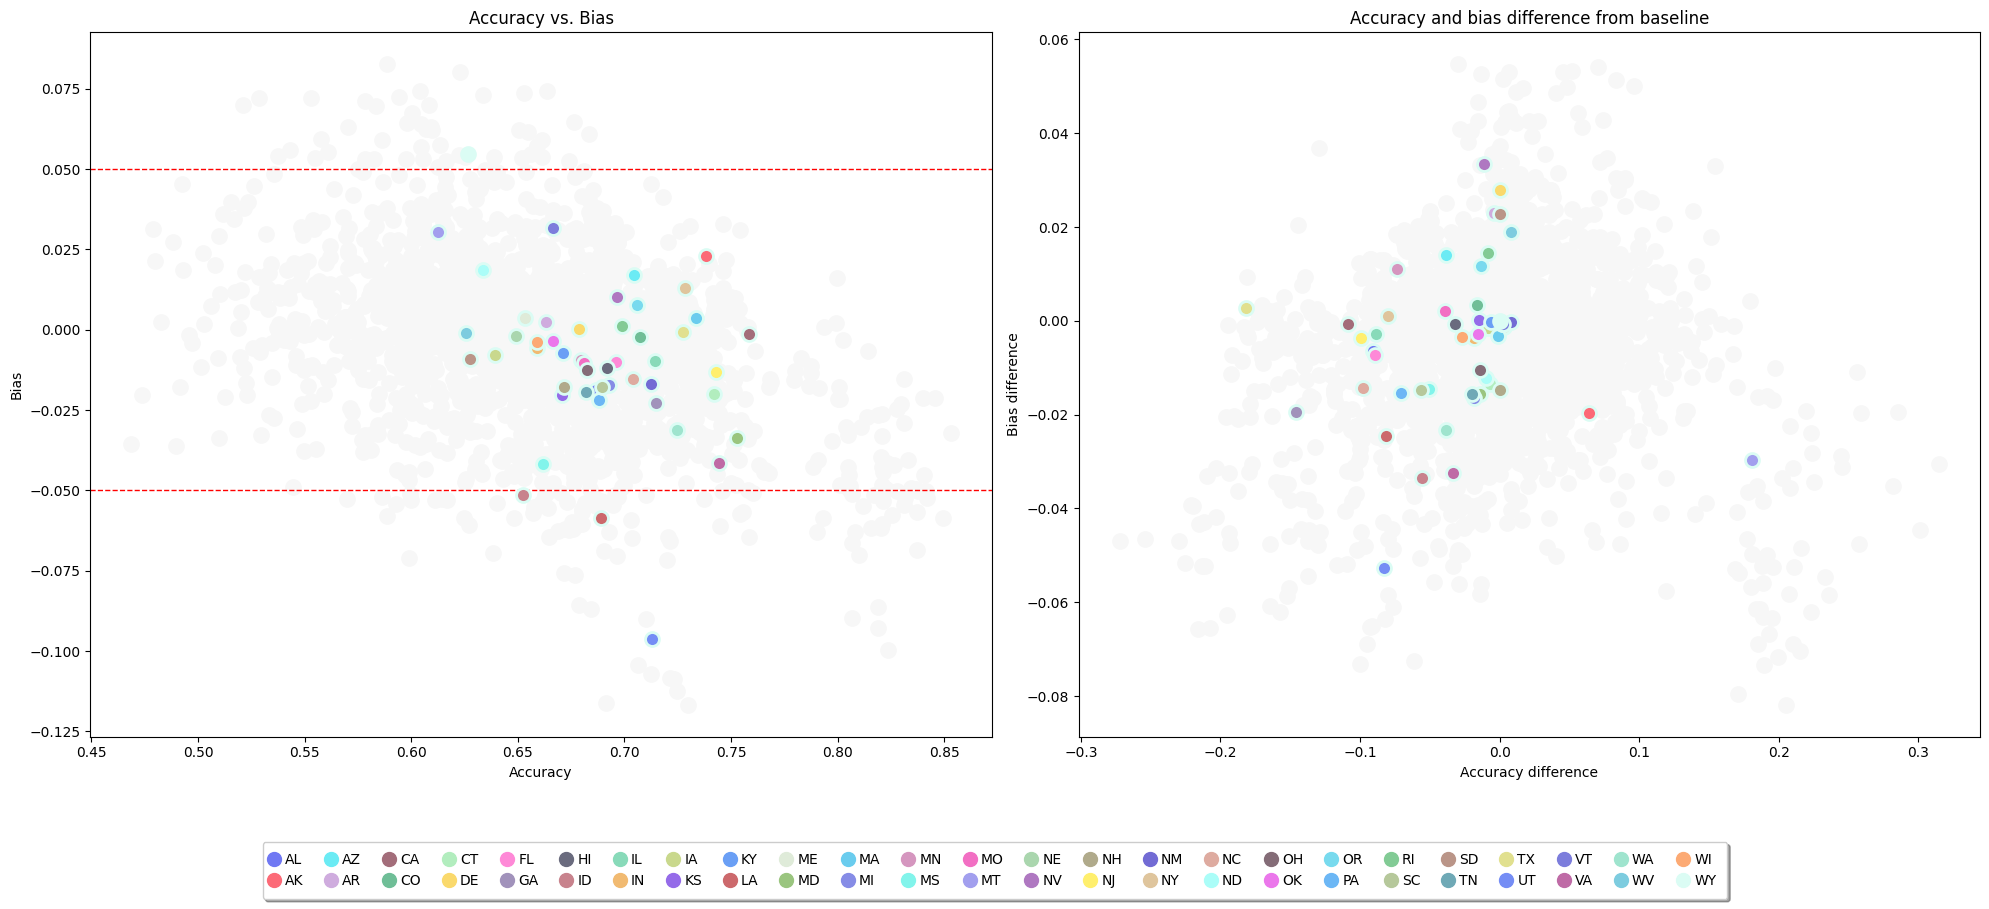 Accuracy vs. Bias
0.075
0.050
0.025
0.000
−0.025
−0.050
−0.075
−0.100
−0.125
Bias
0.45 0.50 0.55 0.60 0.65 0.70 0.75 0.80 0.85
Accuracy
Accuracy and bias difference from baseline
0.06
0.04
0.02
0.00
−0.02
−0.04
−0.06
−0.08
Bias difference
−0.3 −0.2 −0.1 0.0 0.1 0.2 0.3
Accuracy difference
AL AZ CA CT FL HI IL IA KY ME MA MN MO NE NH NM NC OH OR RI SD TX VT WA WI
AK AR CO DE GA ID IN KS LA MD MI MS MT NV NJ NY ND OK PA SC TN UT VA WV WY